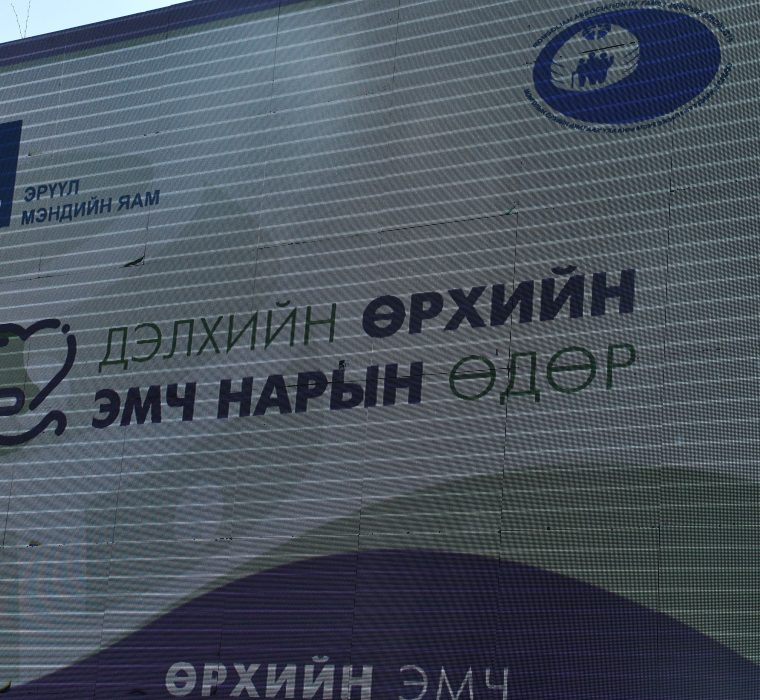 ЭРҮҮЛ
МЭНДИЙН ЯАМ
ДЭЛХИЙН ӨРХИЙН
ЭМЧ НАРЫН ӨДӨР
ӨРХИЙН ЭМЧ